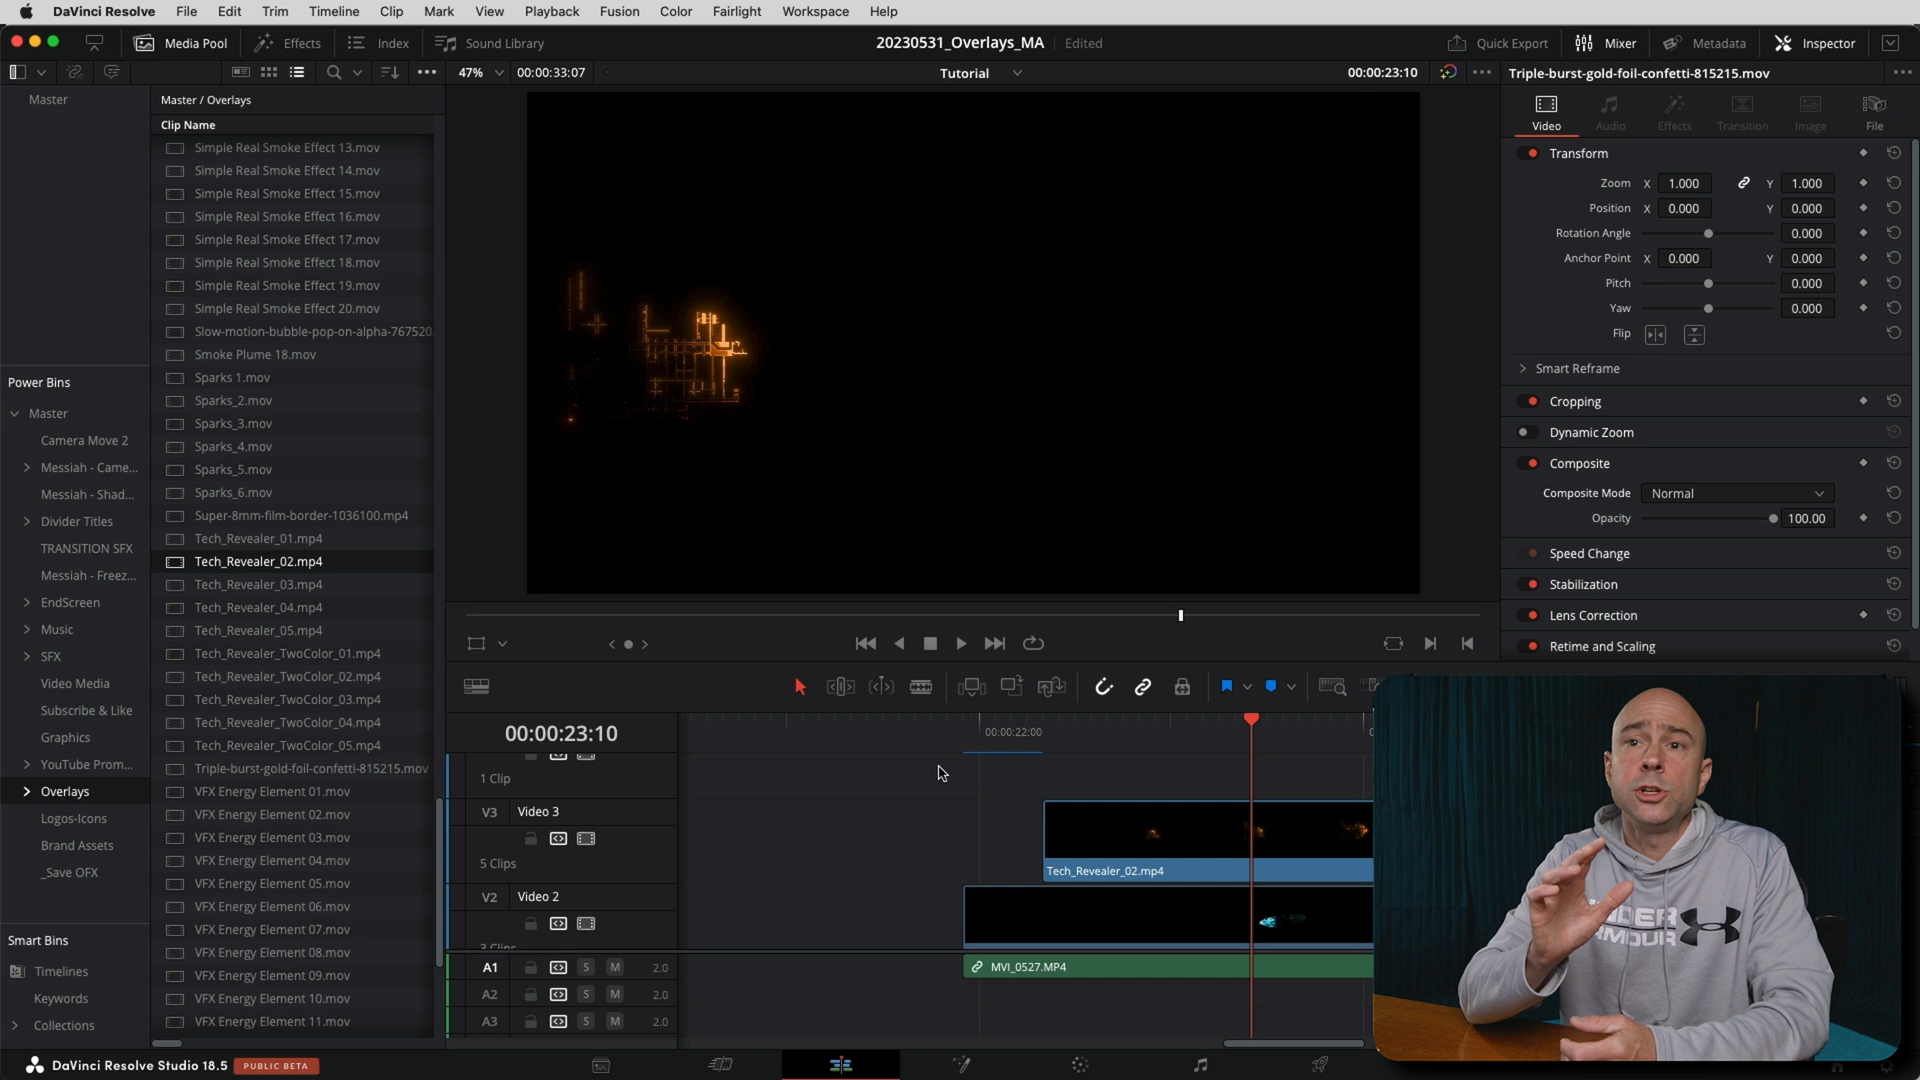 DaVinci Resolve File Edit Trim Timeline Clip Mark View Playback Fusion Color Fairlight Workspace Help
Media Pool Effects Index Sound Library 20230531_Overlays_MA Edited Quick Export Mixer Metadata Inspector
47% 00:00:33:07 Tutorial 00:00:23:10 Triple-burst-gold-foil-confetti-815215.mov
Master
Master / Overlays
Clip Name
Simple Real Smoke Effect 13.mov
Simple Real Smoke Effect 14.mov
Simple Real Smoke Effect 15.mov
Simple Real Smoke Effect 16.mov
Simple Real Smoke Effect 17.mov
Simple Real Smoke Effect 18.mov
Simple Real Smoke Effect 19.mov
Simple Real Smoke Effect 20.mov
Slow-motion-bubble-pop-on-alpha-767520
Smoke Plume 18.mov
Sparks 1.mov
Sparks_2.mov
Sparks_3.mov
Sparks_4.mov
Sparks_5.mov
Sparks_6.mov
Super-8mm-film-border-1036100.mp4
Tech_Revealer_01.mp4
Tech_Revealer_02.mp4
Tech_Revealer_03.mp4
Tech_Revealer_04.mp4
Tech_Revealer_05.mp4
Tech_Revealer_TwoColor_01.mp4
Tech_Revealer_TwoColor_02.mp4
Tech_Revealer_TwoColor_03.mp4
Tech_Revealer_TwoColor_04.mp4
Tech_Revealer_TwoColor_05.mp4
Triple-burst-gold-foil-confetti-815215.mov
VFX Energy Element 01.mov
VFX Energy Element 02.mov
VFX Energy Element 03.mov
VFX Energy Element 04.mov
VFX Energy Element 05.mov
VFX Energy Element 06.mov
VFX Energy Element 07.mov
VFX Energy Element 08.mov
VFX Energy Element 09.mov
VFX Energy Element 10.mov
VFX Energy Element 11.mov
Power Bins
Master
Camera Move 2
Messiah - Came...
Messiah - Shad...
Divider Titles
TRANSITION SFX
Messiah - Freez...
EndScreen
Music
SFX
Video Media
Subscribe & Like
Graphics
YouTube Prom...
Overlays
Logos-Icons
Brand Assets
_Save OFX
Smart Bins
Timelines
Keywords
Collections
Video Audio Effects Transition Image File
Transform
Zoom X 1.000 Y 1.000
Position X 0.000 Y 0.000
Rotation Angle 0.000
Anchor Point X 0.000 Y 0.000
Pitch 0.000
Yaw 0.000
Flip
Smart Reframe
Cropping
Dynamic Zoom
Composite
Composite Mode Normal
Opacity 100.00
Speed Change
Stabilization
Lens Correction
Retime and Scaling
00:00:23:10
00:00:22:00
1 Clip
V3 Video 3
5 Clips
Tech_Revealer_02.mp4
V2 Video 2
3 Clips
A1 S M 2.0
MVI_0527.MP4
A2 S M 2.0
A3 S M 2.0
UNDER
ARMOUR
DaVinci Resolve Studio 18.5 PUBLIC BETA